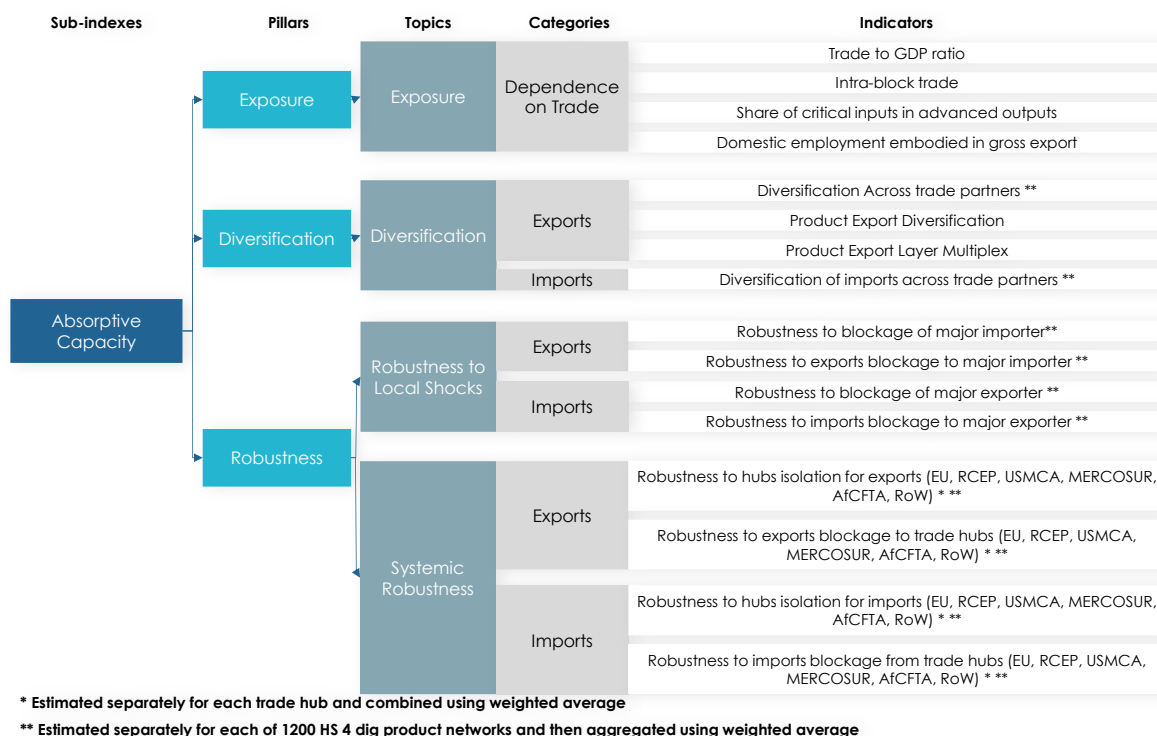 Sub-indexes
Pillars
Topics
Categories
Indicators
Absorptive
Capacity
Exposure
Exposure
Dependence
on Trade
Trade to GDP ratio
Intra-block trade
Share of critical inputs in advanced outputs
Domestic employment embodied in gross export
Diversification
Diversification
Exports
Diversification Across trade partners **
Product Export Diversification
Product Export Layer Multiplex
Imports
Diversification of imports across trade partners **
Robustness
Robustness to
Local Shocks
Exports
Robustness to blockage of major importer**
Robustness to exports blockage to major importer **
Imports
Robustness to blockage of major exporter **
Robustness to imports blockage to major exporter **
Systemic
Robustness
Exports
Robustness to hubs isolation for exports (EU, RCEP, USMCA, MERCOSUR,
AfCFTA, RoW) * **
Robustness to exports blockage to trade hubs (EU, RCEP, USMCA,
MERCOSUR, AfCFTA, RoW) * **
Imports
Robustness to hubs isolation for imports (EU, RCEP, USMCA, MERCOSUR,
AfCFTA, RoW) * **
Robustness to imports blockage from trade hubs (EU, RCEP, USMCA,
MERCOSUR, AfCFTA, RoW) * **
* Estimated separately for each trade hub and combined using weighted average
** Estimated separately for each of 1200 HS 4 dig product networks and then aggregated using weighted average